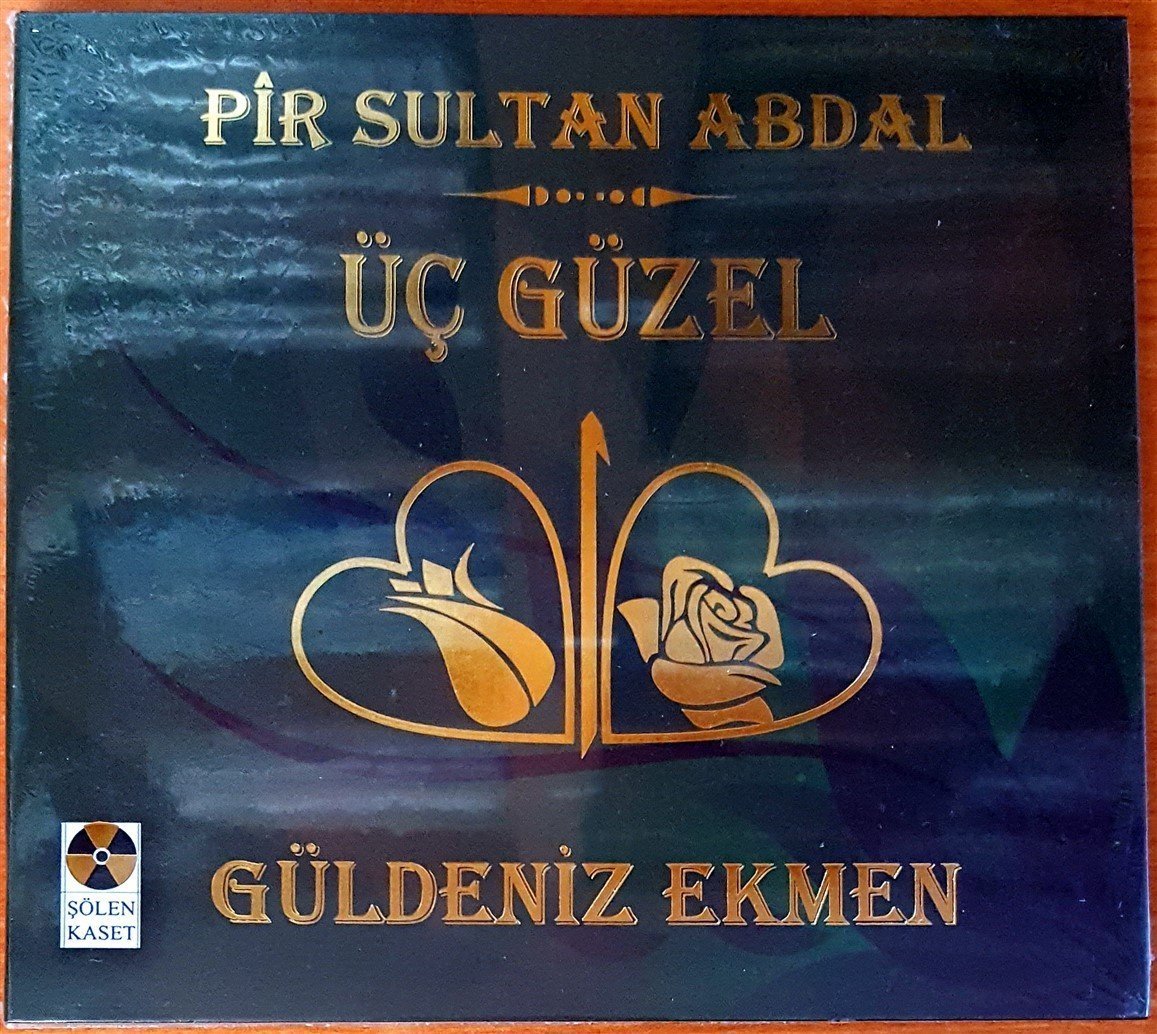 PÎR SULTAN ABDAL
ÜÇ GÜZEL
GÜLDENİZ EKMEN
ŞÖLEN
KASET